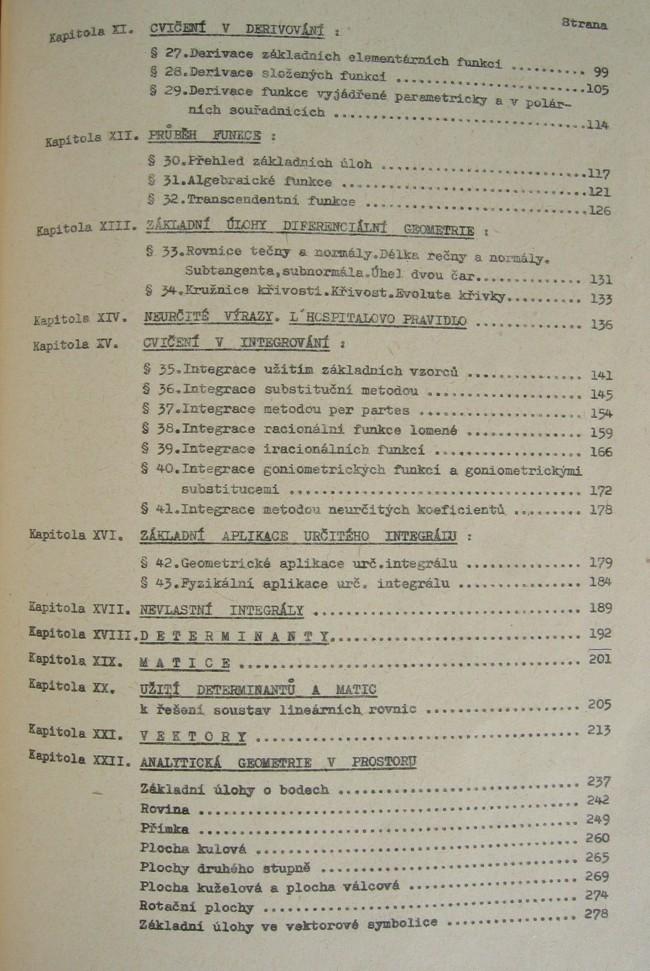 Strana
Kapitola XI. CVIČENÍ V DERIVOVÁNÍ :
§ 27.Derivace základních elementárních funkcí .......... 99
§ 28.Derivace složených funkcí ..........................105
§ 29.Derivace funkce vyjádřené parametricky a v polár-
ních souřadnicích ..................................114
Kapitola XII. PRŮBĚH FUNKCE :
§ 30.Přehled základních úloh ..........................117
§ 31.Algebraické funkce ..............................121
§ 32.Transcendentní funkce ...........................126
Kapitola XIII. ZÁKLADNÍ ÚLOHY DIFERENCIÁLNÍ GEOMETRIE :
§ 33.Rovnice tečny a normály.Délka řečny a normály.
Subtangenta,subnormála.Úhel dvou čar............. 131
§ 34.Kružnice křivosti.Křivost.Evoluta křivky......... 133
Kapitola XIV. NEURČITÉ VÝRAZY. L´HOSPITALOVO PRAVIDLO ............. 136
Kapitola XV. CVIČENÍ V INTEGROVÁNÍ :
§ 35.Integrace užitím základních vzorců ............... 141
§ 36.Integrace substituční metodou .................... 145
§ 37.Integrace metodou per partes ..................... 154
§ 38.Integrace racionální funkce lomené ............... 159
§ 39.Integrace iracionálních funkcí ................... 166
§ 40.Integrace goniometrických funkcí a goniometrickými
substitucemi ..................................... 172
§ 41.Integrace metodou neurčitých koeficientů ......... 178
Kapitola XVI. ZÁKLADNÍ APLIKACE URČITÉHO INTEGRÁLU :
§ 42.Geometrické aplikace urč.integrálu ............... 179
§ 43.Fyzikální aplikace urč. integrálu ................ 184
Kapitola XVII. NEVLASTNÍ INTEGRÁLY ................................. 189
Kapitola XVIII. D E T E R M I N A N T Y............................... 192
Kapitola XIX. M A T I C E .......................................... 201
Kapitola XX. UŽITÍ DETERMINANTŮ A MATIC
k řešení soustav lineárních rovnic ................... 205
Kapitola XXI. V E K T O R Y ........................................ 213
Kapitola XXII. ANALYTICKÁ GEOMETRIE V PROSTORU
Základní úlohy o bodech .............................. 237
Rovina ............................................... 242
Přímka ............................................... 249
Plocha kulová ........................................ 260
Plochy druhého stupně ................................ 265
Plocha kuželová a plocha válcová ..................... 269
Rotační plochy ....................................... 274
Základní úlohy ve vektorové symbolice ................ 278